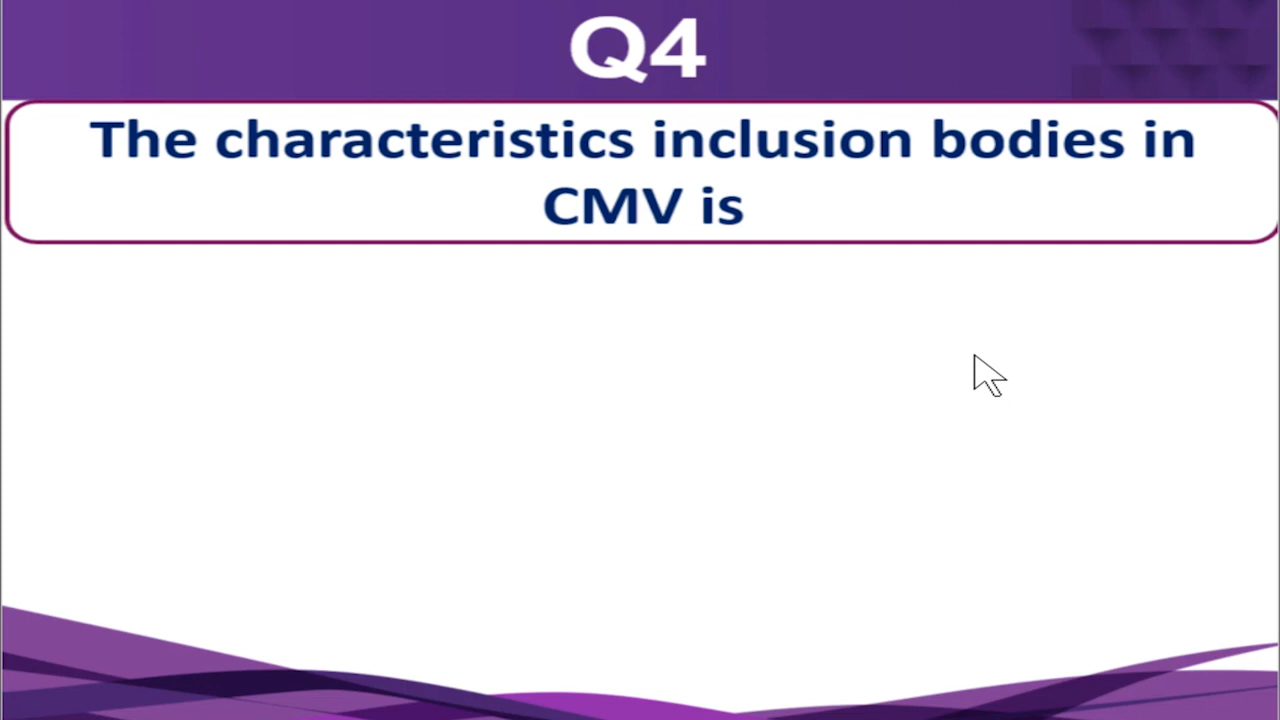 Q4
The characteristics inclusion bodies in
CMV is